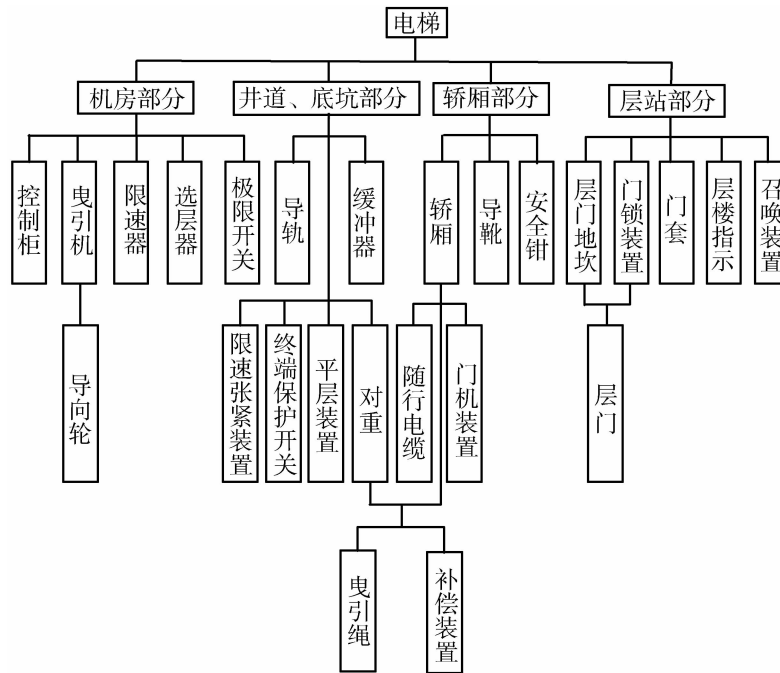 电梯
机房部分
井道、底坑部分
轿厢部分
层站部分
控制柜
曳引机
限速器
选层器
极限开关
导轨
缓冲器
轿厢
导靴
安全钳
层门地坎
门锁装置
门套
层楼指示
召唤装置
导向轮
限速张紧装置
终端保护开关
平层装置
对重
随行电缆
门机装置
层门
曳引绳
补偿装置